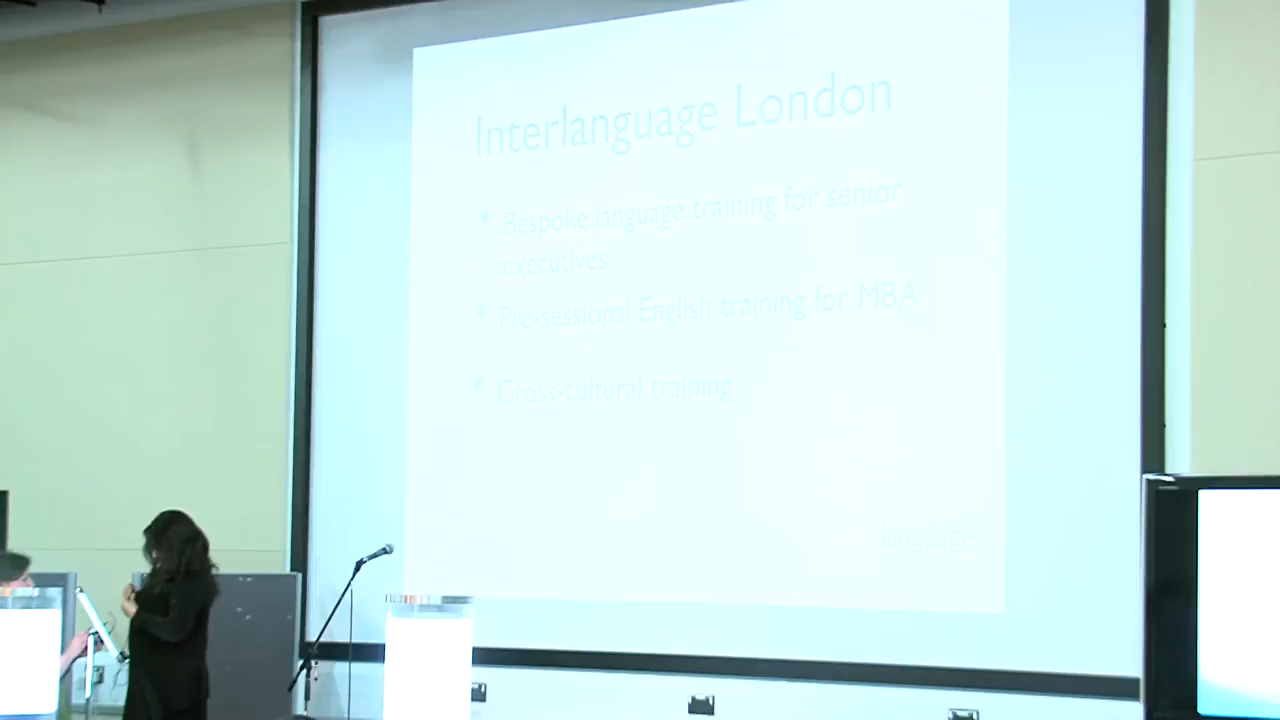 Interlanguage London
• Bespoke language training for senior
executives
• Pre-sessional English training for MBA
• Cross-cultural training
language